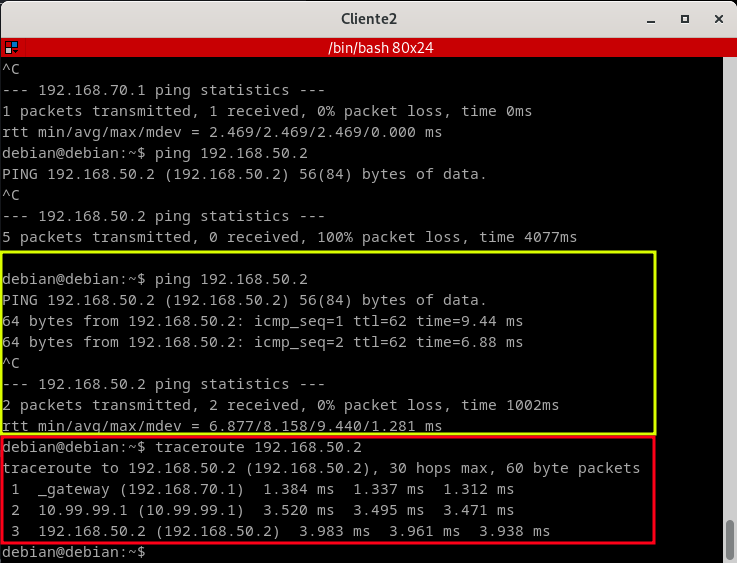 Cliente2
/bin/bash 80x24
^C
--- 192.168.70.1 ping statistics ---
1 packets transmitted, 1 received, 0% packet loss, time 0ms
rtt min/avg/max/mdev = 2.469/2.469/2.469/0.000 ms
debian@debian:~$ ping 192.168.50.2
PING 192.168.50.2 (192.168.50.2) 56(84) bytes of data.
^C
--- 192.168.50.2 ping statistics ---
5 packets transmitted, 0 received, 100% packet loss, time 4077ms
debian@debian:~$ ping 192.168.50.2
PING 192.168.50.2 (192.168.50.2) 56(84) bytes of data.
64 bytes from 192.168.50.2: icmp_seq=1 ttl=62 time=9.44 ms
64 bytes from 192.168.50.2: icmp_seq=2 ttl=62 time=6.88 ms
^C
--- 192.168.50.2 ping statistics ---
2 packets transmitted, 2 received, 0% packet loss, time 1002ms
rtt min/avg/max/mdev = 6.877/8.158/9.440/1.281 ms
debian@debian:~$ traceroute 192.168.50.2
traceroute to 192.168.50.2 (192.168.50.2), 30 hops max, 60 byte packets
 1  _gateway (192.168.70.1)  1.384 ms  1.337 ms  1.312 ms
 2  10.99.99.1 (10.99.99.1)  3.520 ms  3.495 ms  3.471 ms
 3  192.168.50.2 (192.168.50.2)  3.983 ms  3.961 ms  3.938 ms
debian@debian:~$